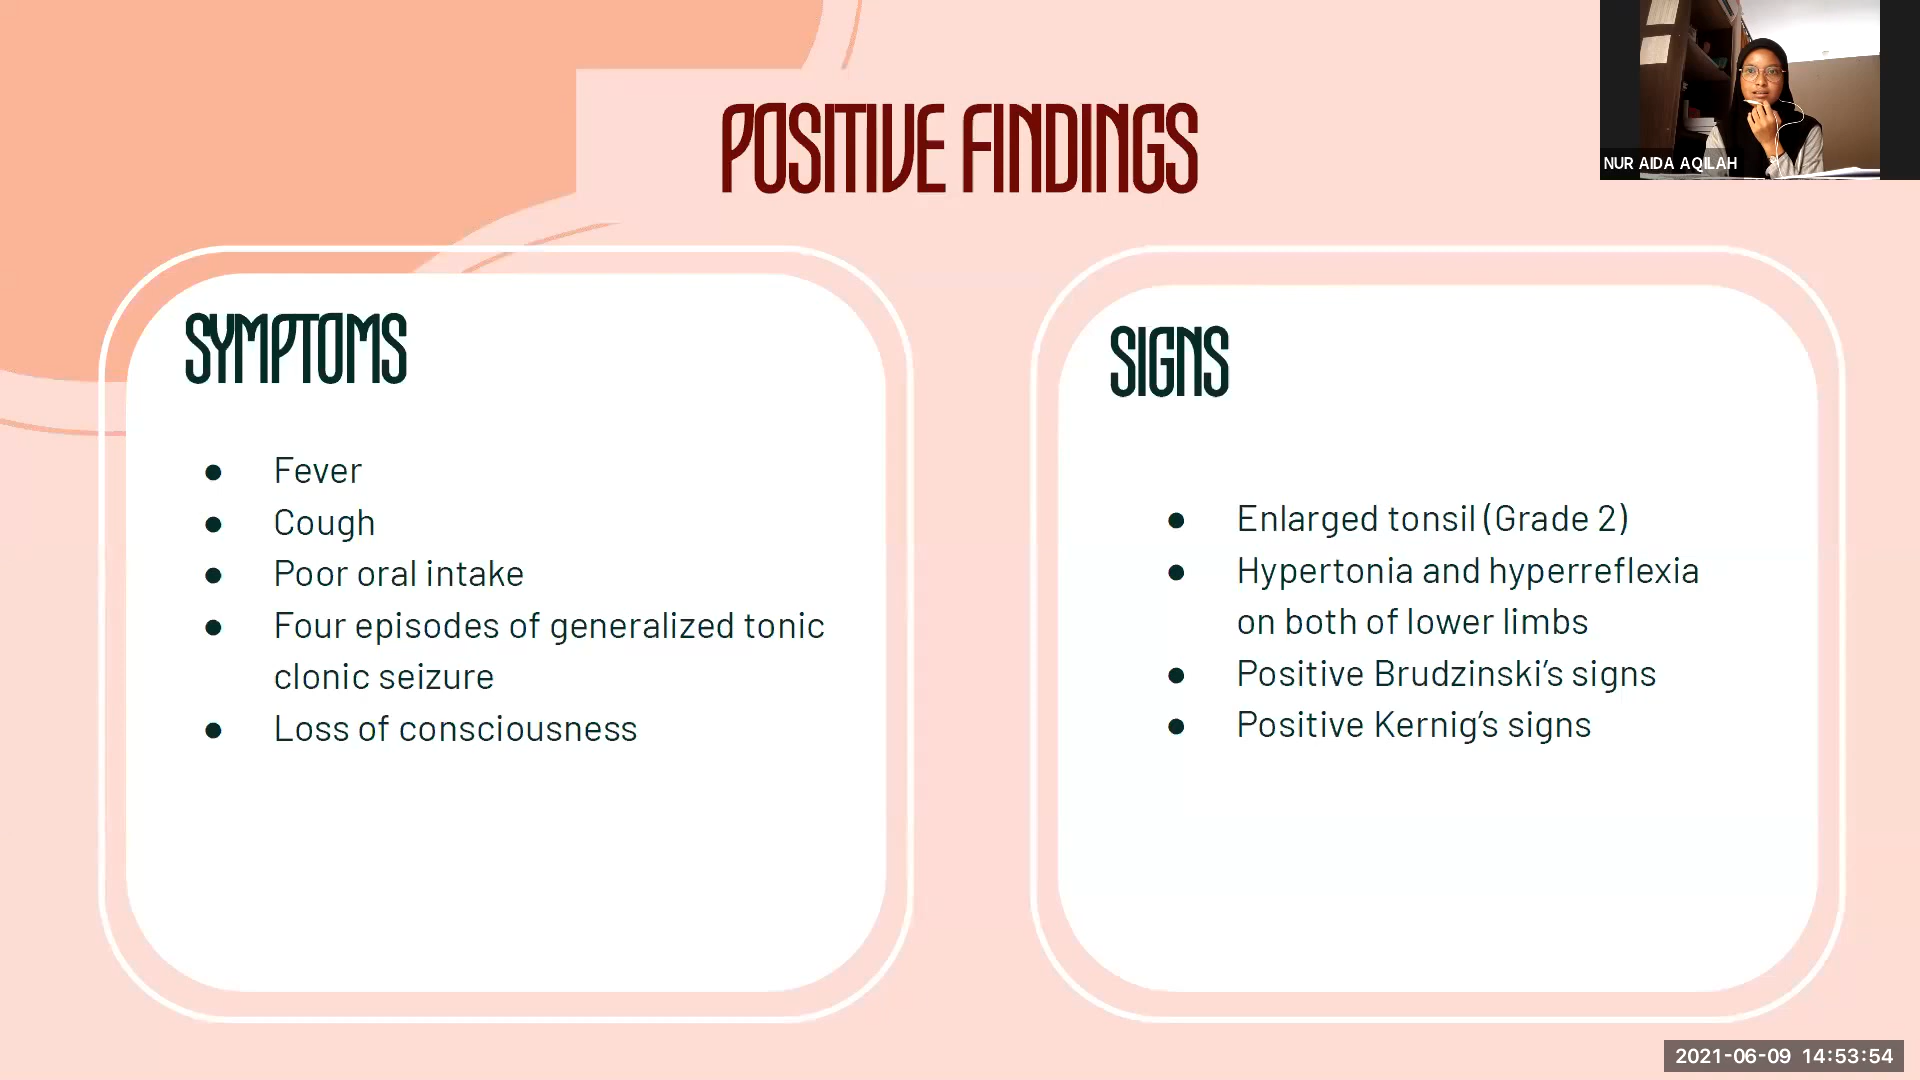 POSITIVE FINDINGS
NUR AIDA AQILAH
SYMPTOMS
● Fever
● Cough
● Poor oral intake
● Four episodes of generalized tonic
clonic seizure
● Loss of consciousness
SIGNS
● Enlarged tonsil (Grade 2)
● Hypertonia and hyperreflexia
on both of lower limbs
● Positive Brudzinski’s signs
● Positive Kernig’s signs
2021-06-09 14:53:54